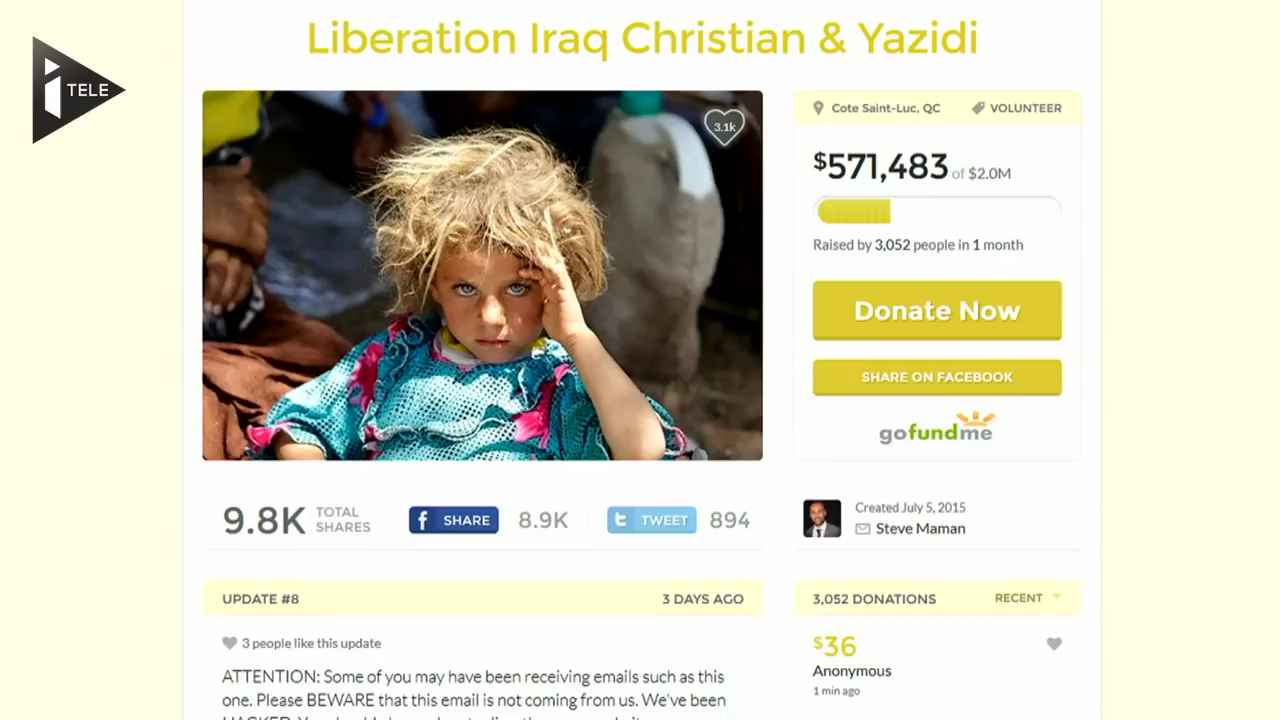 Liberation Iraq Christian & Yazidi
i TELE
3.1k
Cote Saint-Luc, QC
VOLUNTEER
$571,483 of $2.0M
Raised by 3,052 people in 1 month
Donate Now
SHARE ON FACEBOOK
gofundme
9.8K TOTAL SHARES
f SHARE 8.9K
t TWEET 894
Created July 5, 2015
Steve Maman
UPDATE #8 3 DAYS AGO
3 people like this update
ATTENTION: Some of you may have been receiving emails such as this
one. Please BEWARE that this email is not coming from us. We've been
3,052 DONATIONS RECENT
$36
Anonymous
1 min ago